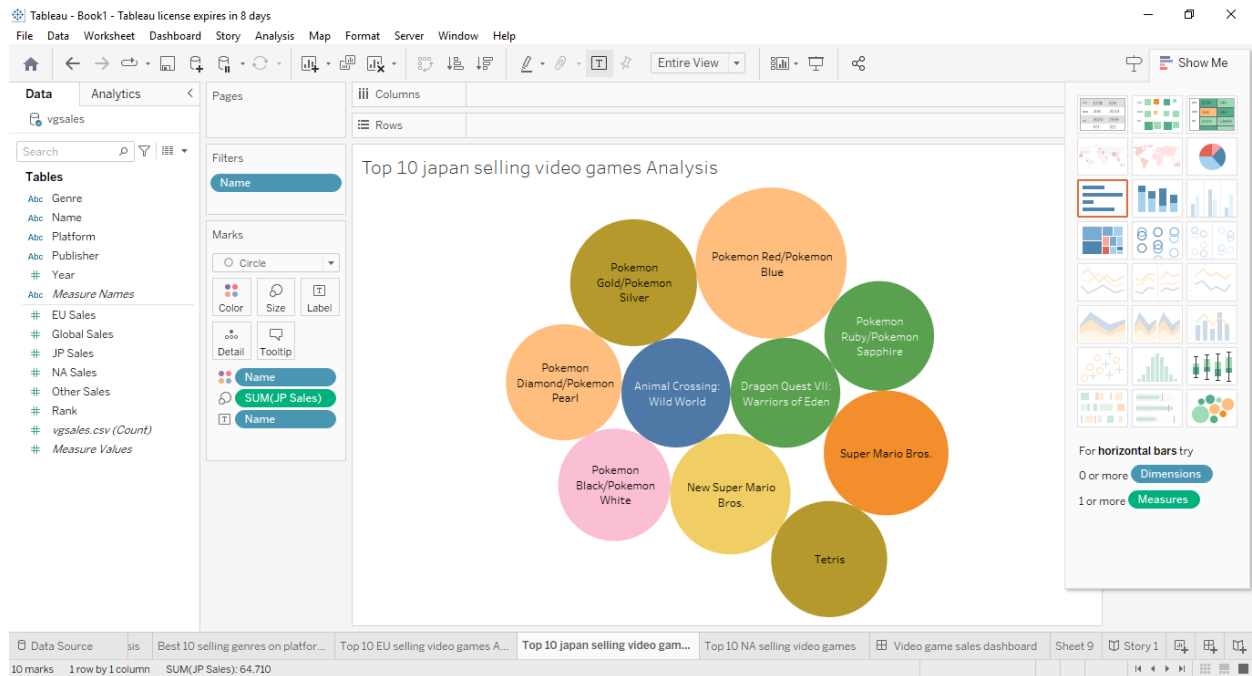 Tableau - Book1 - Tableau license expires in 8 days
File Data Worksheet Dashboard Story Analysis Map Format Server Window Help
Entire View
Show Me
Data Analytics
vgsales
Search
Tables
Abc Genre
Abc Name
Abc Platform
Abc Publisher
# Year
Abc Measure Names
# EU Sales
# Global Sales
# JP Sales
# NA Sales
# Other Sales
# Rank
# vgsales.csv (Count)
# Measure Values
Pages
Filters
Name
Marks
Circle
Color Size Label
Detail Tooltip
Name
SUM(JP Sales)
Name
Columns
Rows
Top 10 japan selling video games Analysis
Pokemon Red/Pokemon
Blue
Pokemon
Gold/Pokemon
Silver
Pokemon
Ruby/Pokemon
Sapphire
Pokemon
Diamond/Pokemon
Pearl
Animal Crossing:
Wild World
Dragon Quest VII:
Warriors of Eden
Super Mario Bros.
Pokemon
Black/Pokemon
White
New Super Mario
Bros.
Tetris
For horizontal bars try
0 or more Dimensions
1 or more Measures
Data Source sis Best 10 selling genres on platfor... Top 10 EU selling video games A... Top 10 japan selling video gam... Top 10 NA selling video games Video game sales dashboard Sheet 9 Story 1
10 marks 1 row by 1 column SUM(JP Sales): 64.710